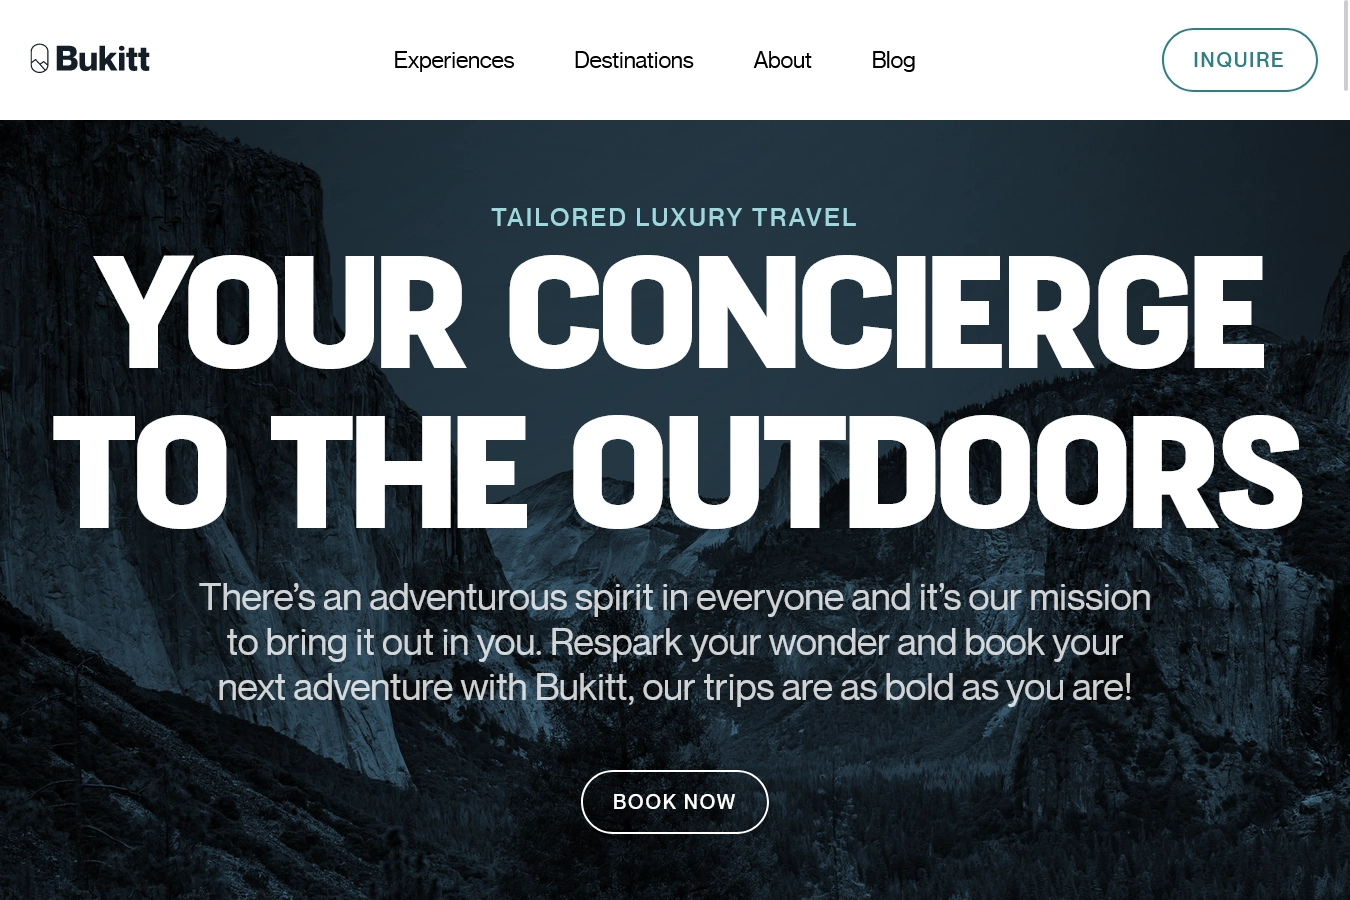 Bukitt
Experiences
Destinations
About
Blog
INQUIRE
TAILORED LUXURY TRAVEL
YOUR CONCIERGE
TO THE OUTDOORS
There’s an adventurous spirit in everyone and it’s our mission
to bring it out in you. Respark your wonder and book your
next adventure with Bukitt, our trips are as bold as you are!
BOOK NOW